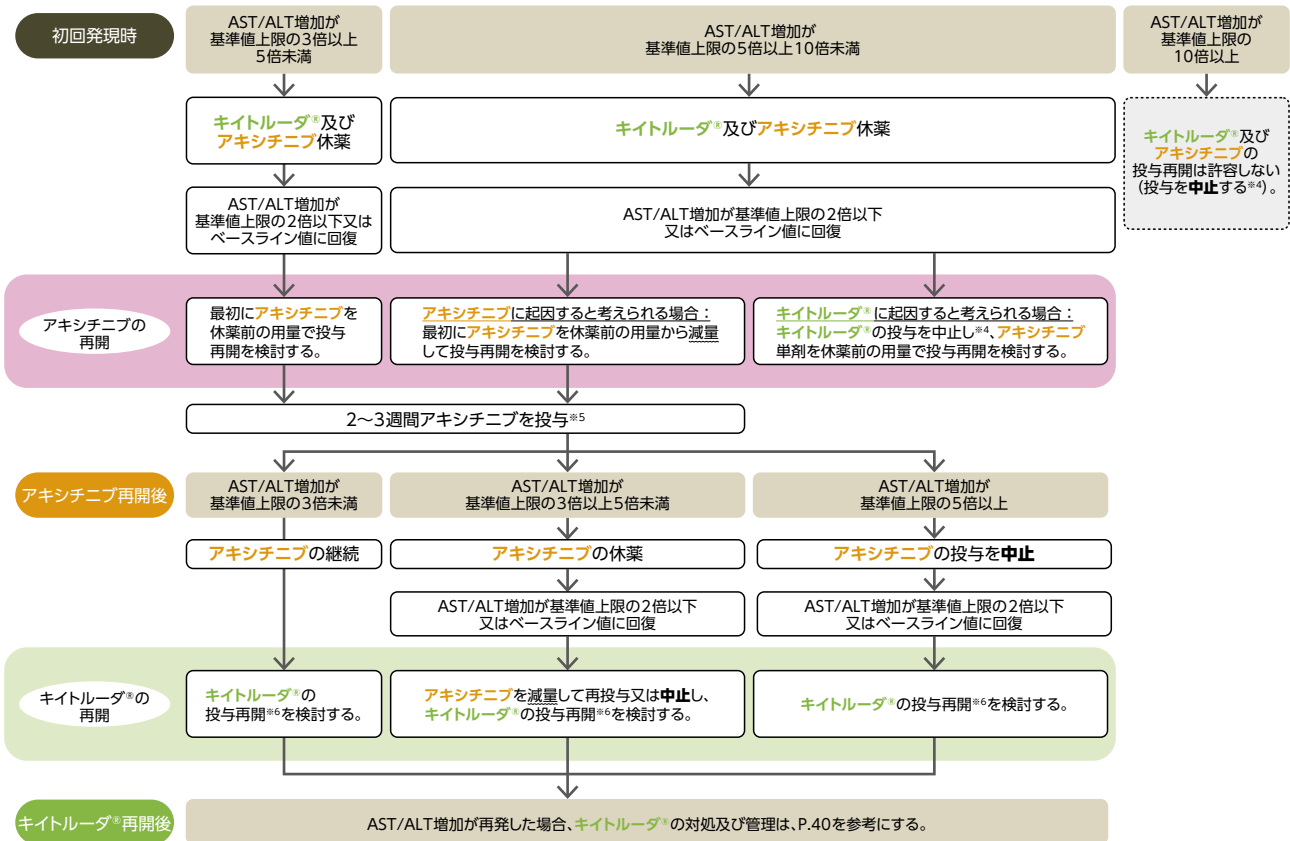 初回発現時
AST/ALT増加が
基準値上限の3倍以上
5倍未満
AST/ALT増加が
基準値上限の5倍以上10倍未満
AST/ALT増加が
基準値上限の
10倍以上
キイトルーダ®及び
アキシチニブ休薬
キイトルーダ®及びアキシチニブ休薬
キイトルーダ®及び
アキシチニブの
投与再開は許容しない
（投与を中止する※4）。
AST/ALT増加が
基準値上限の2倍以下又は
ベースライン値に回復
AST/ALT増加が基準値上限の2倍以下
又はベースライン値に回復
アキシチニブの
再開
最初にアキシチニブを
休薬前の用量で投与
再開を検討する。
アキシチニブに起因すると考えられる場合：
最初にアキシチニブを休薬前の用量から減量
して投与再開を検討する。
キイトルーダ®に起因すると考えられる場合：
キイトルーダ®の投与を中止し※4、アキシチニブ
単剤を休薬前の用量で投与再開を検討する。
2〜3週間アキシチニブを投与※5
アキシチニブ再開後
AST/ALT増加が
基準値上限の3倍未満
AST/ALT増加が
基準値上限の3倍以上5倍未満
AST/ALT増加が
基準値上限の5倍以上
アキシチニブの継続
アキシチニブの休薬
アキシチニブの投与を中止
AST/ALT増加が基準値上限の2倍以下
又はベースライン値に回復
AST/ALT増加が基準値上限の2倍以下
又はベースライン値に回復
キイトルーダ®の
再開
キイトルーダ®の
投与再開※6を検討する。
アキシチニブを減量して再投与又は中止し、
キイトルーダ®の投与再開※6を検討する。
キイトルーダ®の投与再開※6を検討する。
キイトルーダ®再開後
AST/ALT増加が再発した場合、キイトルーダ®の対処及び管理は、P.40を参考にする。